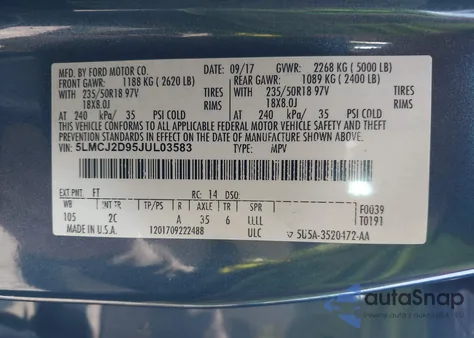 MFD. BY FORD MOTOR CO. 09/17 GVWR: 2268 KG ( 5000 LB)
FRONT GAWR: 1188 KG ( 2620 LB) REAR GAWR: 1089 KG ( 2400 LB)
WITH 235/50R18 97V TIRES WITH 235/50R18 97V TIRES
18X8.0J RIMS 18X8.0J RIMS
AT 240 kPa/ 35 PSI COLD AT 240 kPa/ 35 PSI COLD
THIS VEHICLE CONFORMS TO ALL APPLICABLE FEDERAL MOTOR VEHICLE
SAFETY, BUMPER, AND THEFT PREVENTION STANDARDS IN EFFECT ON THE
DATE OF MANUFACTURE SHOWN ABOVE.
VIN: 5LMCJ2D95JUL03583 TYPE: MPV
EXT PNT: FT RC: 14 DSO: F0039
INT TR TP/PS R AXLE TR SPR T0191
105 2C A 35 6 LLLL
MADE IN U.S.A. 1201709222488 ULC 5U5A-3520472-AA
autoSnap